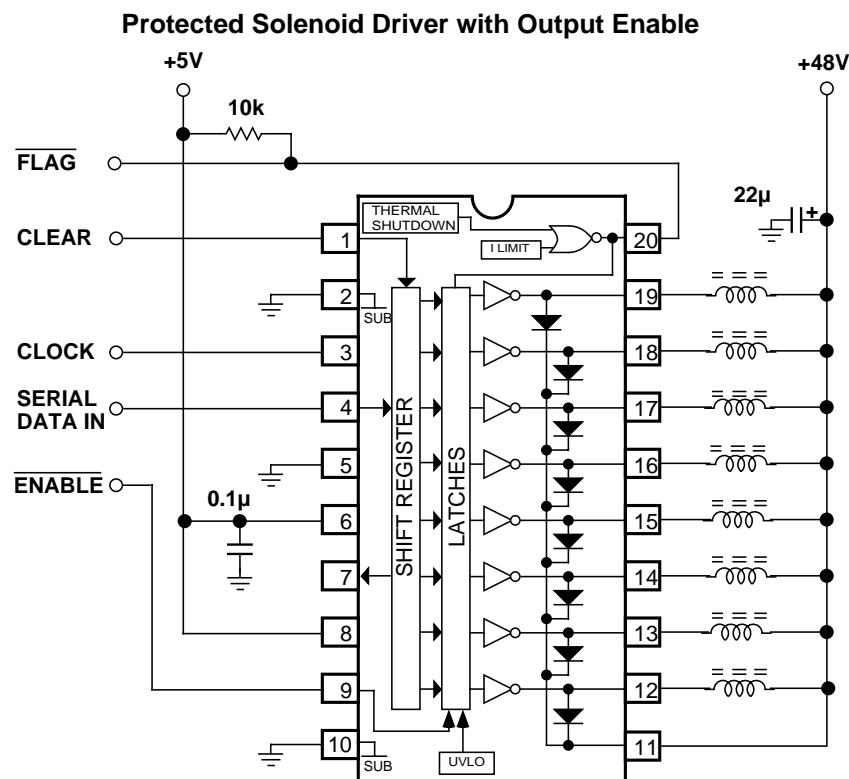 Protected Solenoid Driver with Output Enable
+5V
+48V
10k
FLAG
22µ
+
THERMAL
SHUTDOWN
I LIMIT
CLEAR
1
20
2
SUB
19
CLOCK
3
18
SERIAL
DATA IN
4
17
SHIFT REGISTER
LATCHES
5
16
ENABLE
0.1µ
6
15
7
14
8
13
9
12
10
SUB
UVLO
11